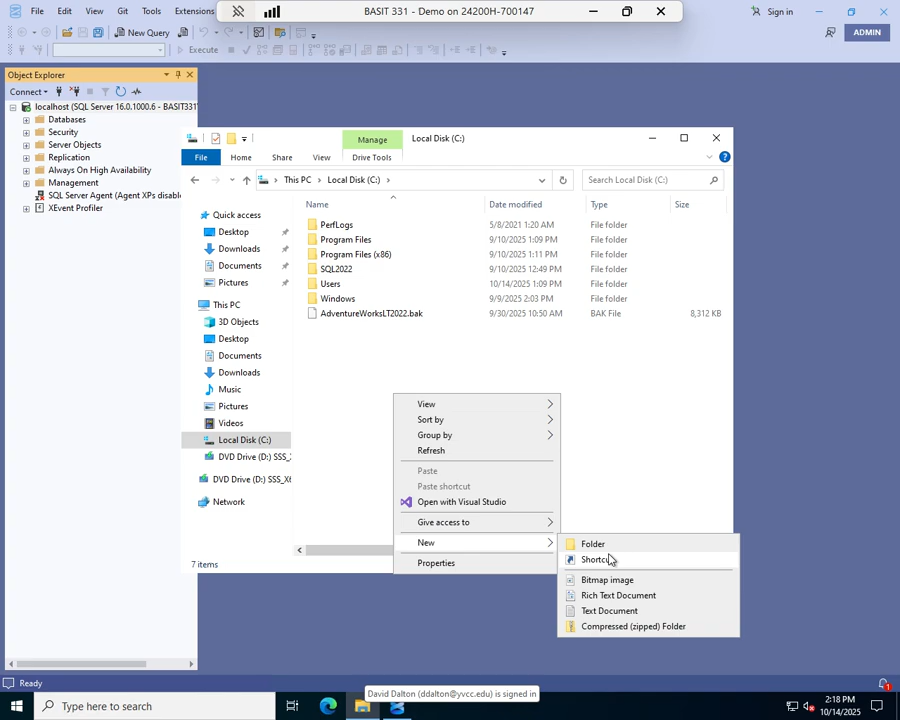 File Edit View Git Tools Extensions
BASIT 331 - Demo on 24200H-700147
Sign in
New Query
Execute
ADMIN
Object Explorer
Connect
localhost (SQL Server 16.0.1000.6 - BASIT331
Databases
Security
Server Objects
Replication
Always On High Availability
Management
SQL Server Agent (Agent XPs disable
XEvent Profiler
Manage
Local Disk (C:)
File Home Share View Drive Tools
This PC > Local Disk (C:) >
Search Local Disk (C:)
Name Date modified Type Size
Quick access
Desktop
Downloads
Documents
Pictures
This PC
3D Objects
Desktop
Documents
Downloads
Music
Pictures
Videos
Local Disk (C:)
DVD Drive (D:) SSS_X
DVD Drive (D:) SSS_X6
Network
PerfLogs 5/8/2021 1:20 AM File folder
Program Files 9/10/2025 1:09 PM File folder
Program Files (x86) 9/10/2025 1:11 PM File folder
SQL2022 9/10/2025 12:49 PM File folder
Users 10/14/2025 1:09 PM File folder
Windows 9/9/2025 2:03 PM File folder
AdventureWorksLT2022.bak 9/30/2025 10:50 AM BAK File 8,312 KB
View
Sort by
Group by
Refresh
Paste
Paste shortcut
Open with Visual Studio
Give access to
New
Properties
Folder
Shortcu
Bitmap image
Rich Text Document
Text Document
Compressed (zipped) Folder
7 items
Ready
David Dalton (ddalton@yvcc.edu) is signed in
Type here to search
2:18 PM
10/14/2025